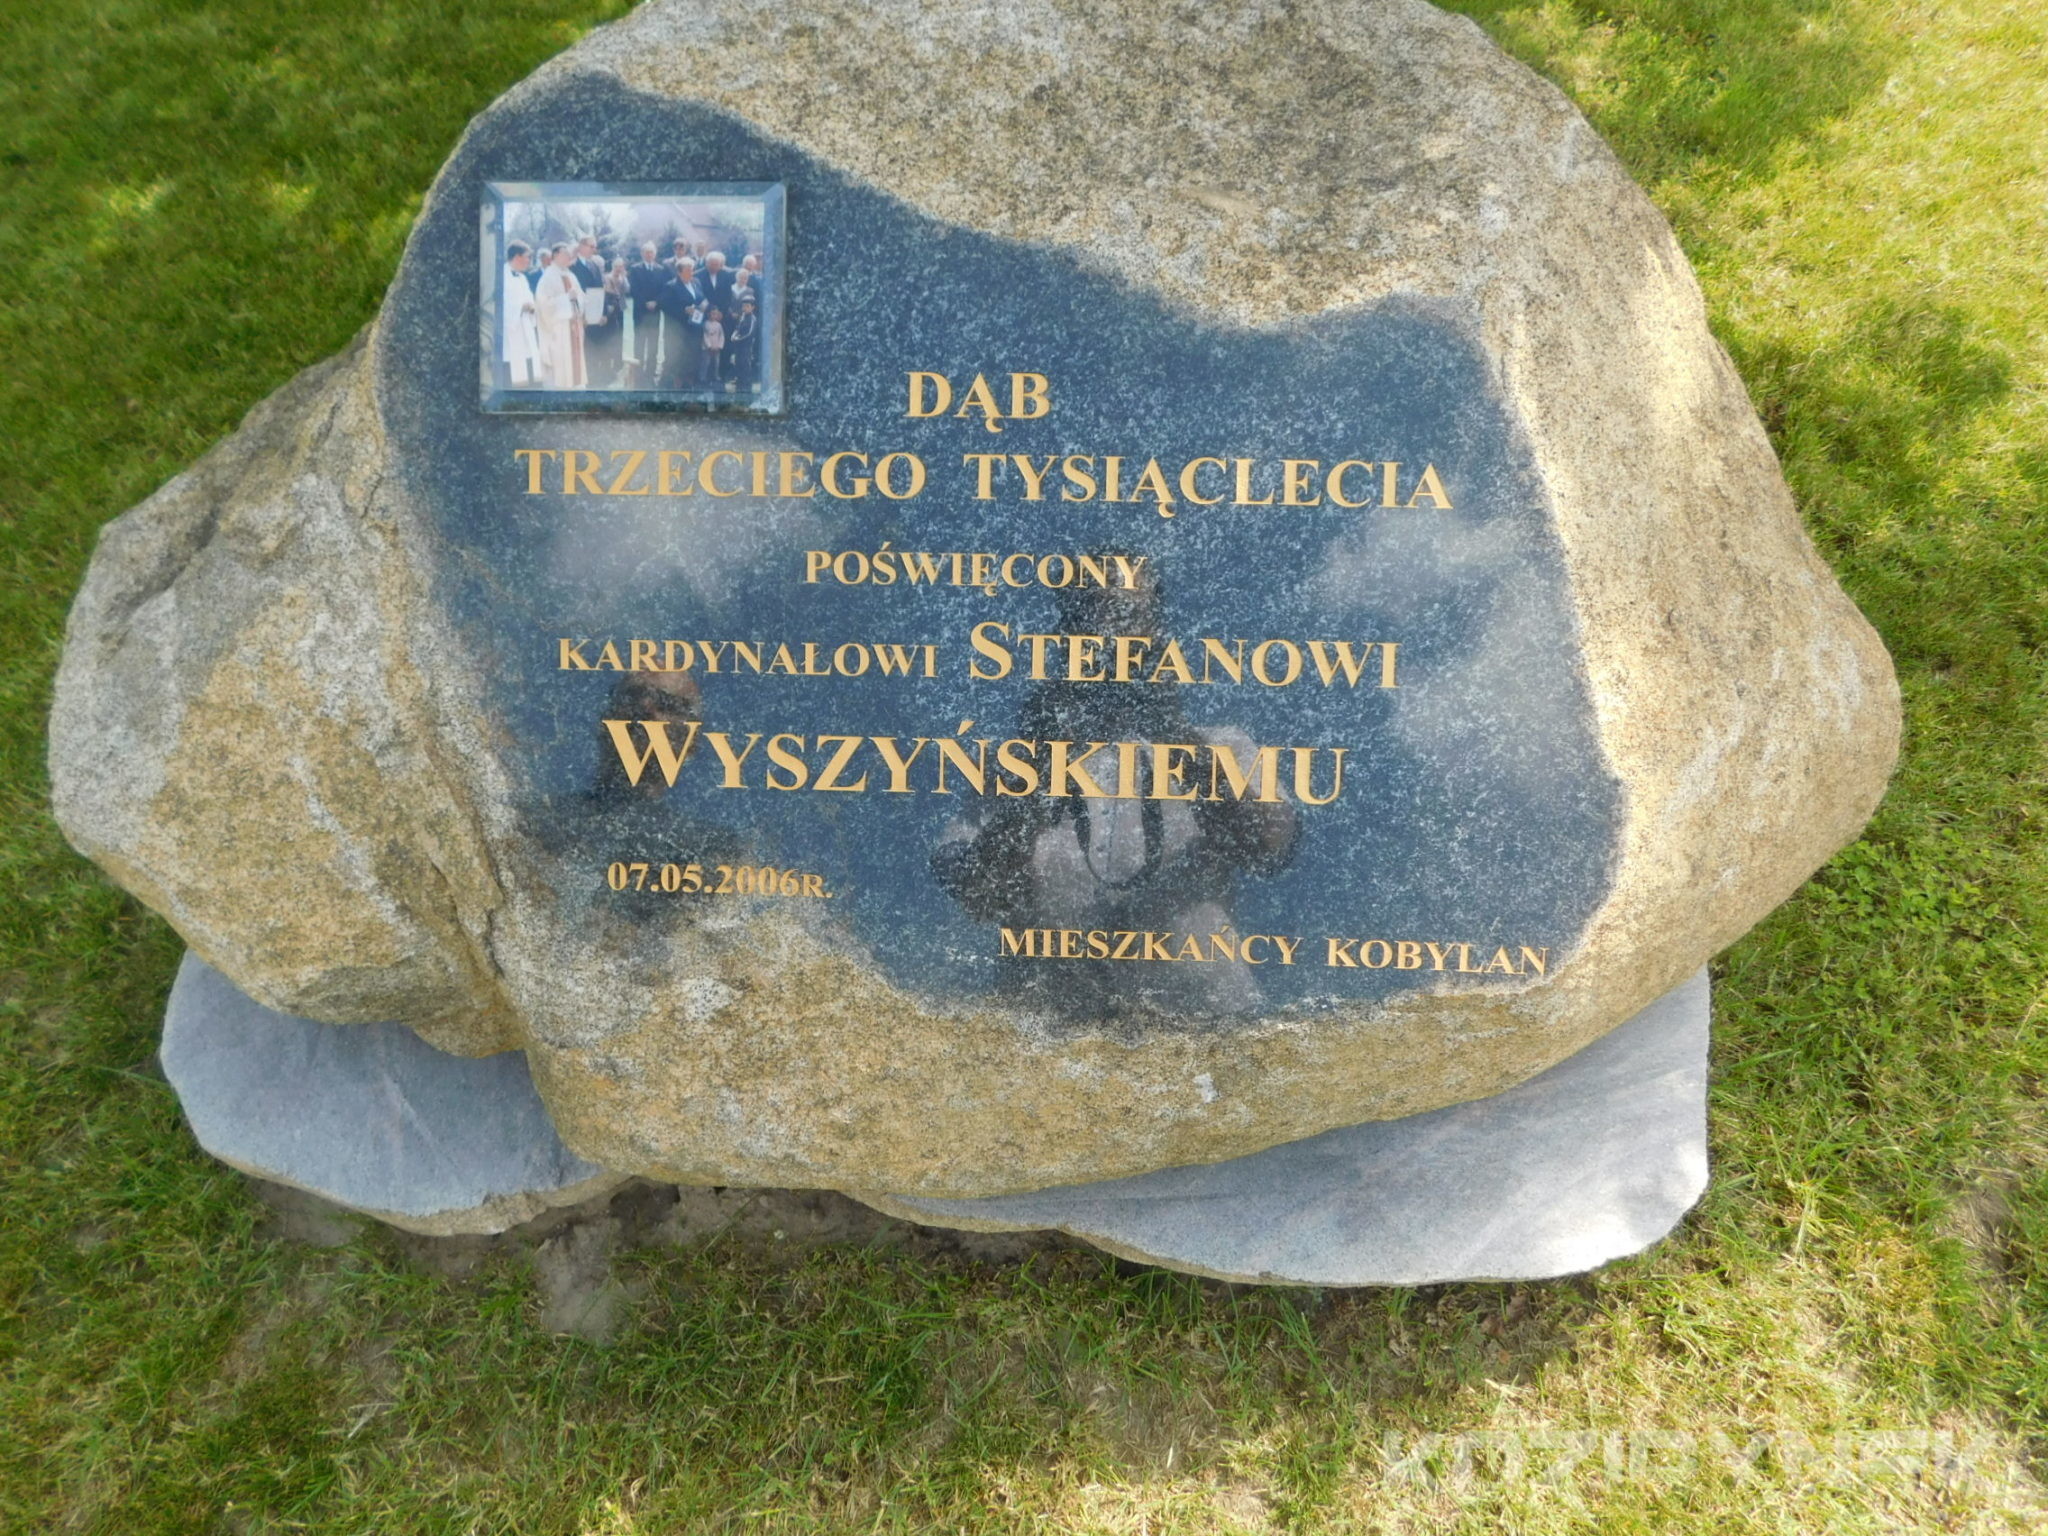 DĄB
TRZECIEGO TYSIĄCLECIA
POŚWIĘCONY
KARDYNAŁOWI STEFANOWI
WYSZYŃSKIEMU
07.05.2006R.
MIESZKAŃCY KOBYLAN